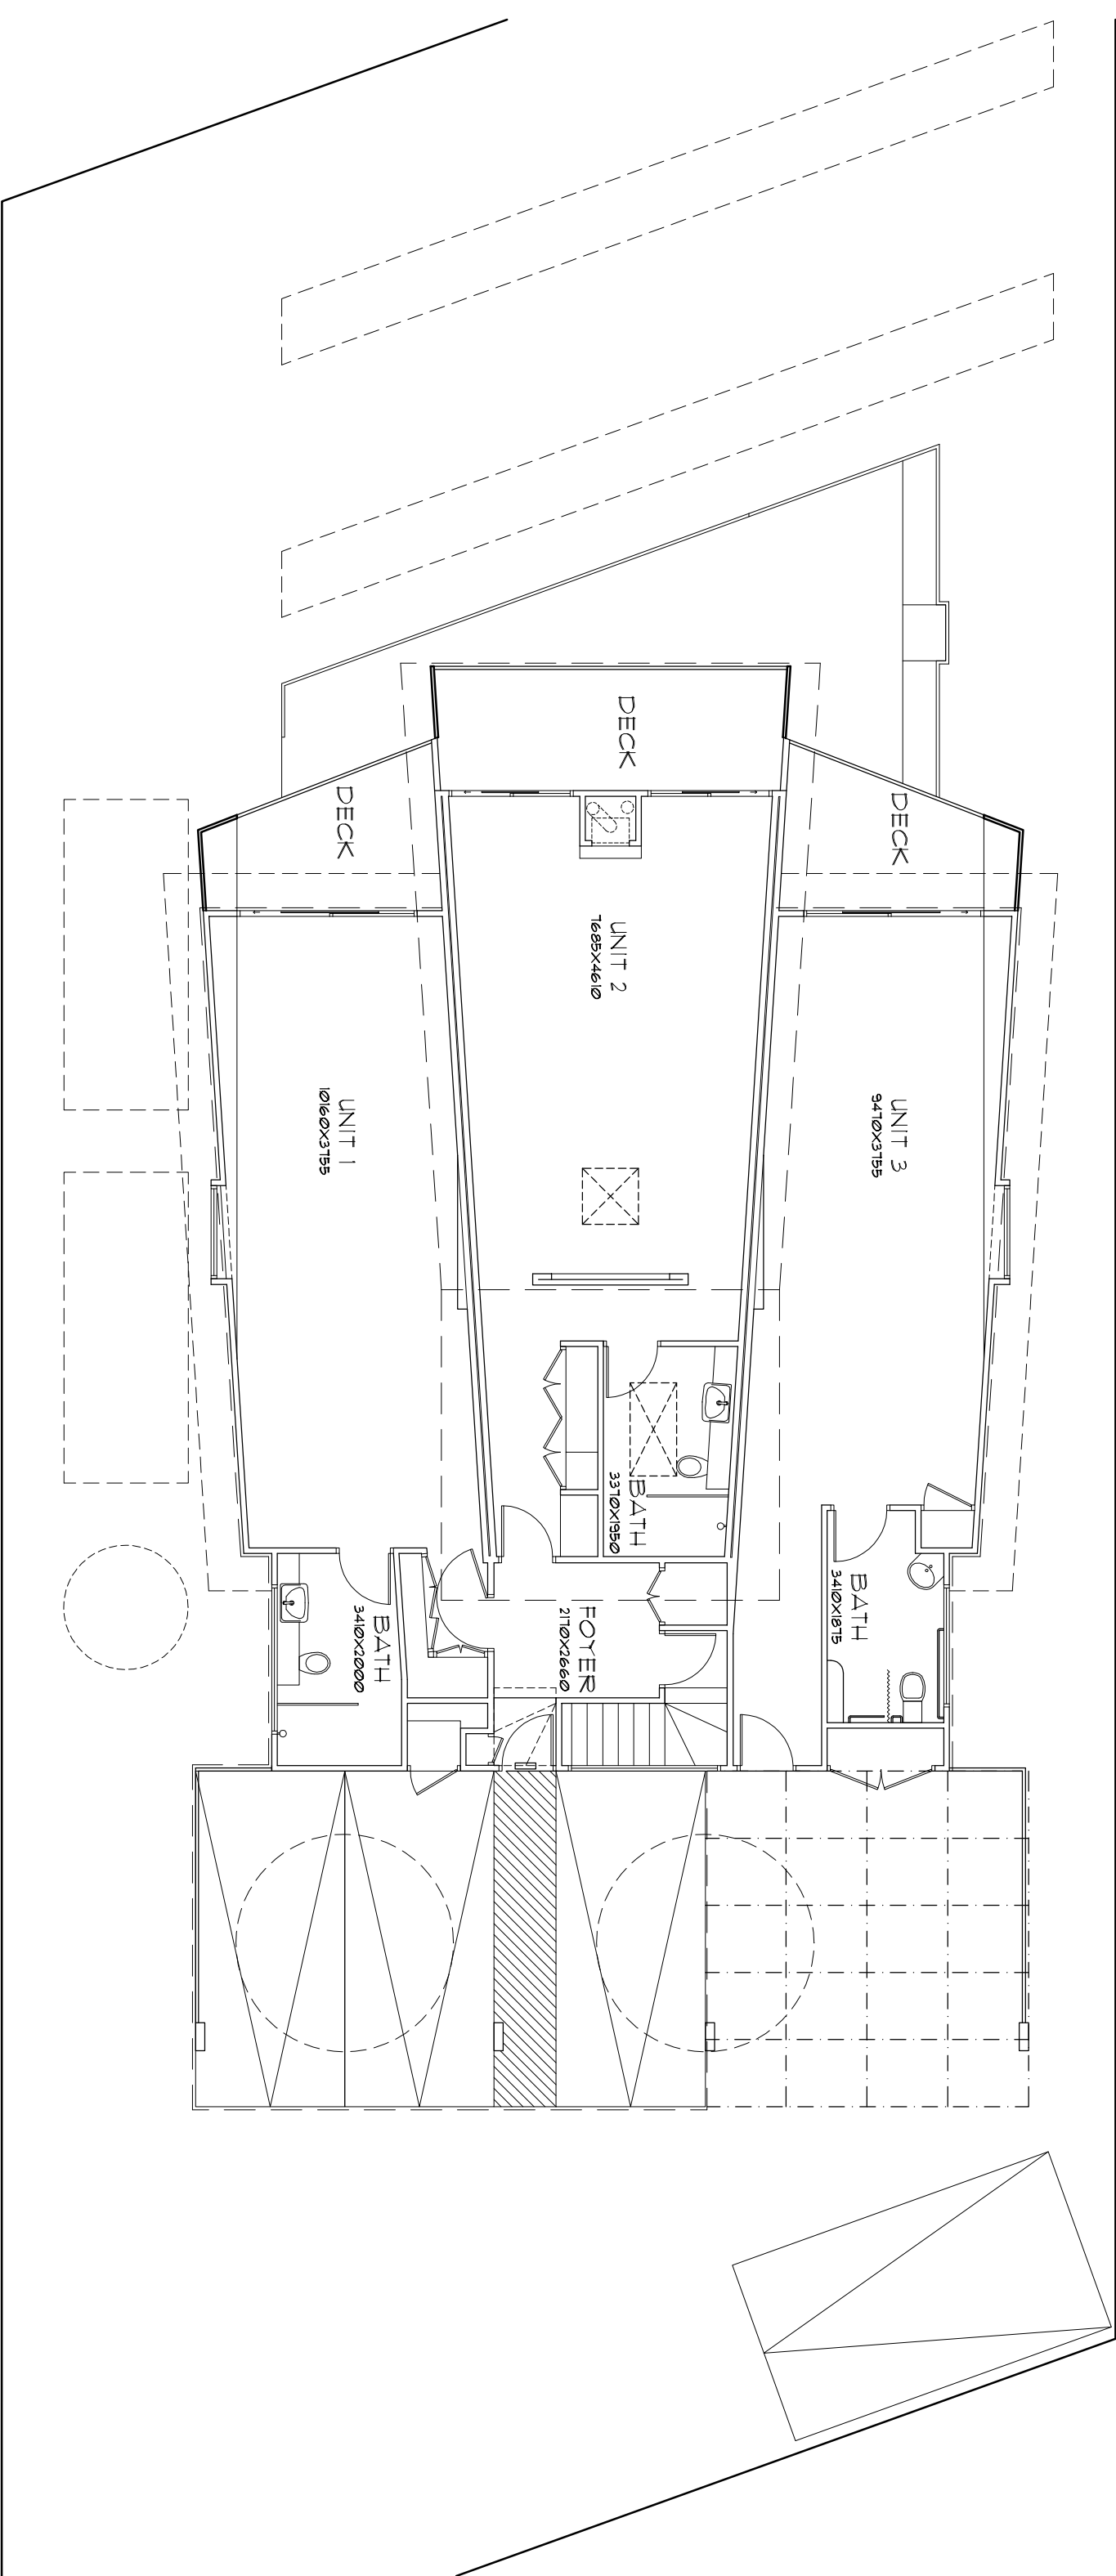 DECK
DECK
DECK
UNIT 2
7685X4610
UNIT 1
10160X3755
UNIT 3
9470X3755
BATH
3370X1950
BATH
3410X1875
FOYER
2170X2660
BATH
3410X2000